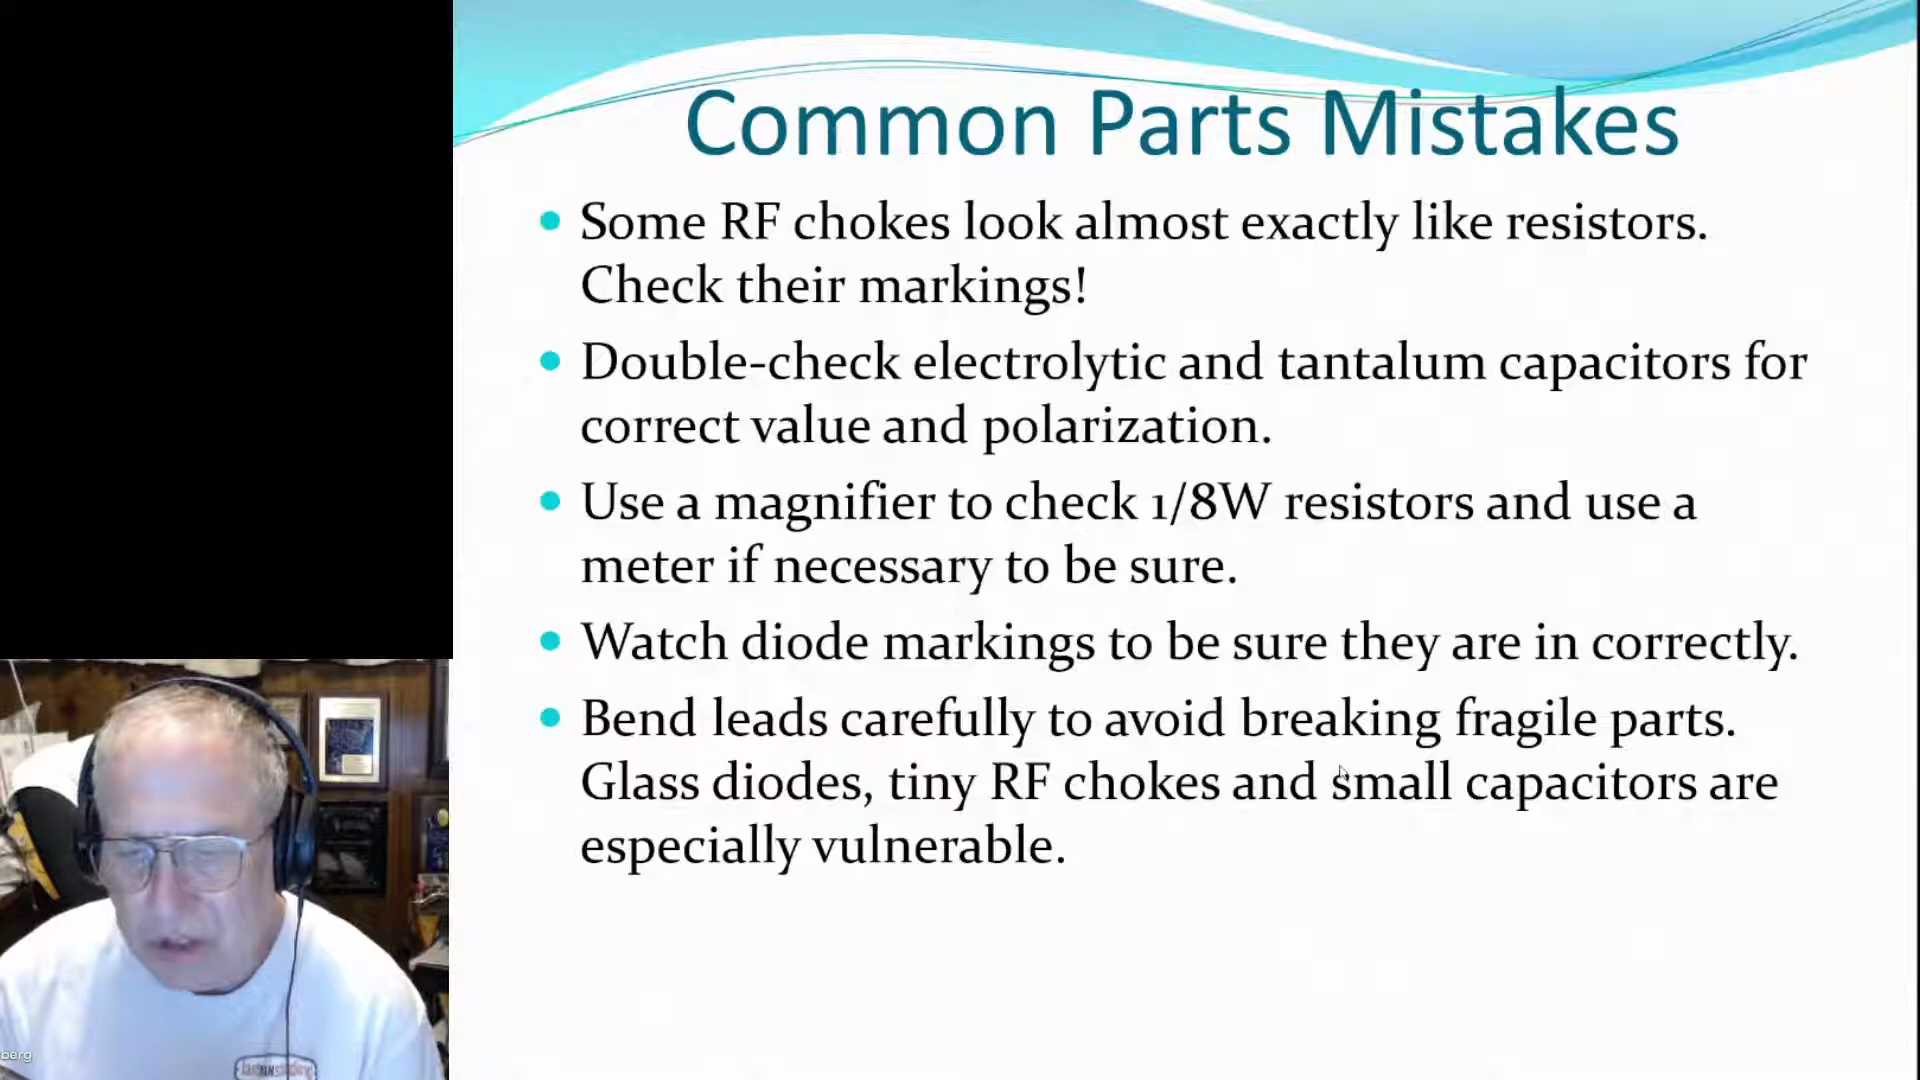 Common Parts Mistakes
• Some RF chokes look almost exactly like resistors.
Check their markings!
• Double-check electrolytic and tantalum capacitors for
correct value and polarization.
• Use a magnifier to check 1/8W resistors and use a
meter if necessary to be sure.
• Watch diode markings to be sure they are in correctly.
• Bend leads carefully to avoid breaking fragile parts.
Glass diodes, tiny RF chokes and small capacitors are
especially vulnerable.
berg